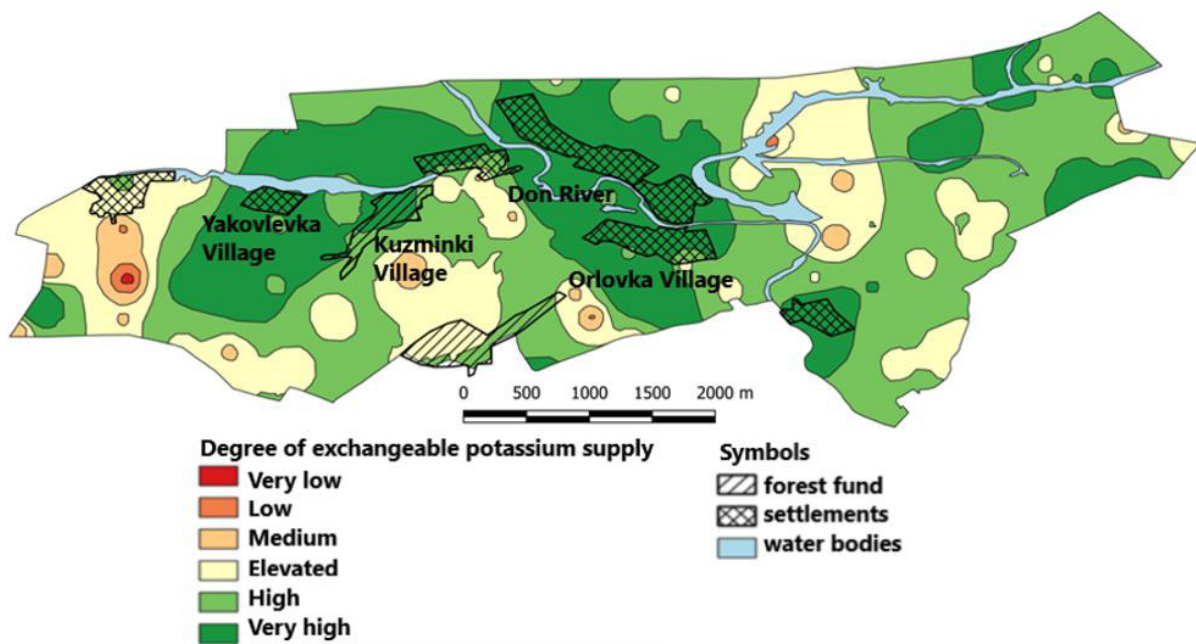 Don River
Yakovlevka
Village
Kuzminki
Village
Orlovka Village
0 500 1000 1500 2000 m
Degree of exchangeable potassium supply
Very low
Low
Medium
Elevated
High
Very high
Symbols
forest fund
settlements
water bodies